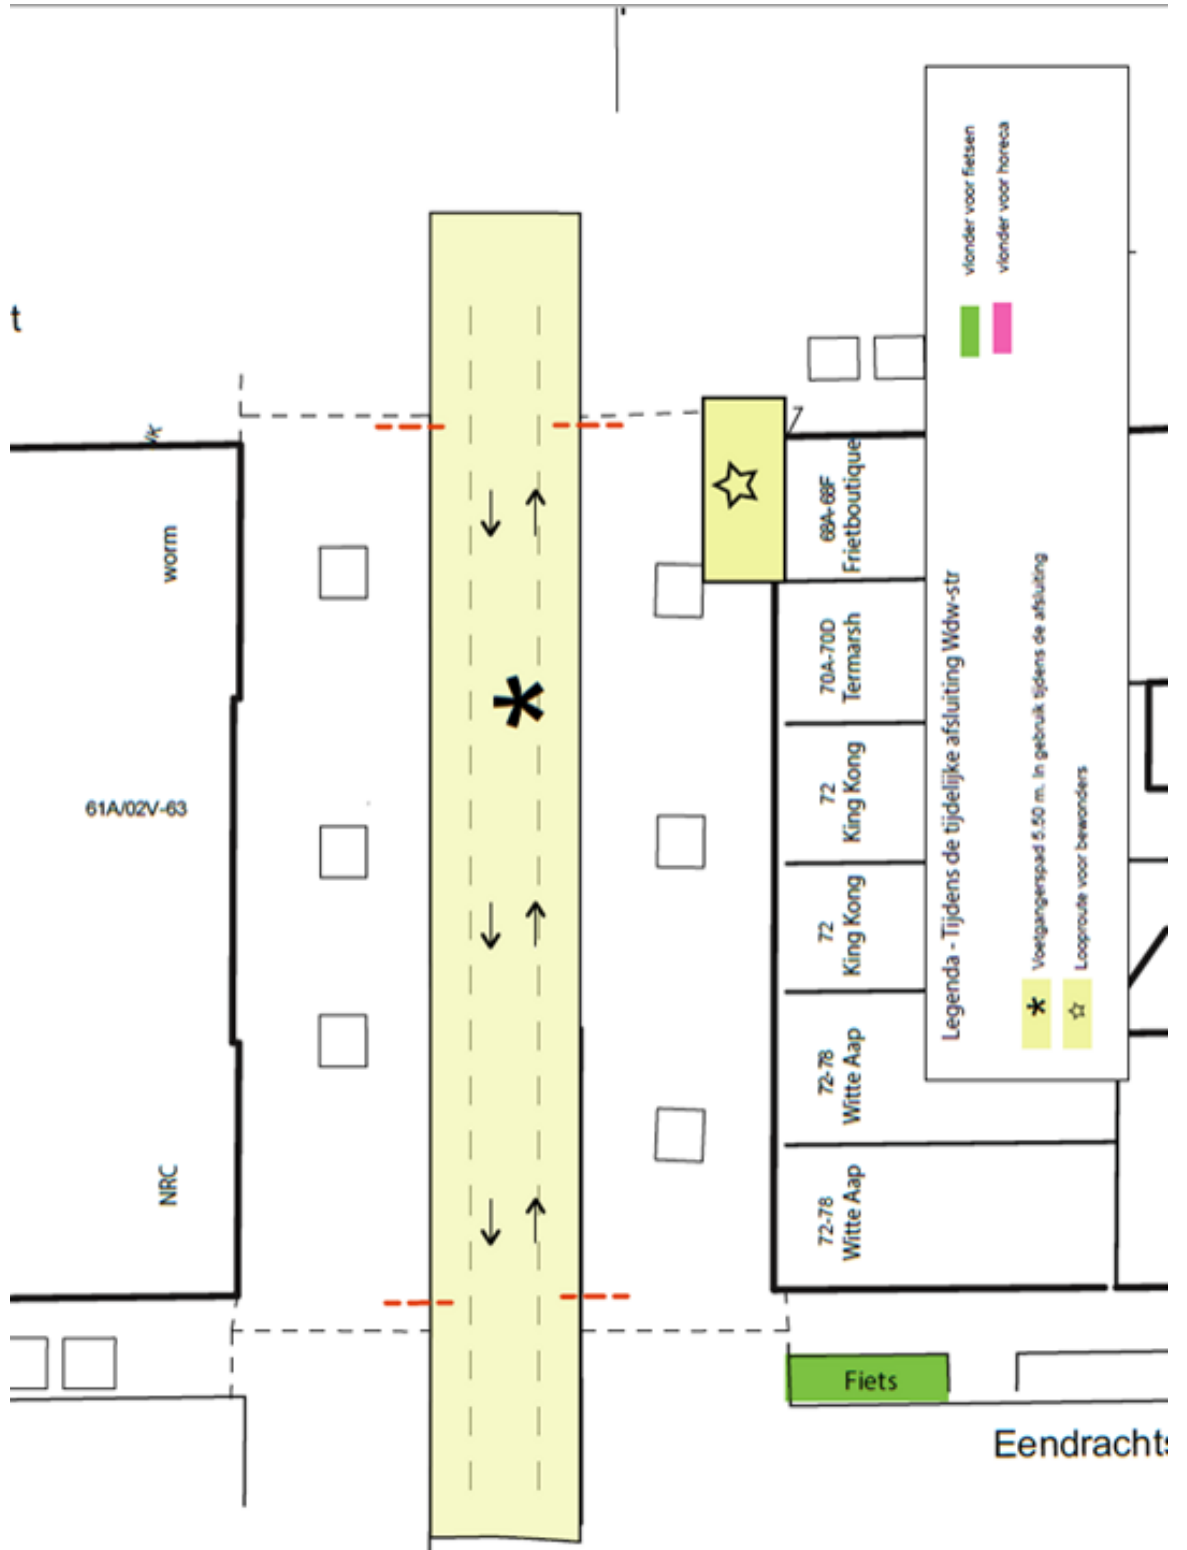 t
worm
61A/02V-63
NRC
68A-68F
Frietboutique
70A-70D
Termarsh
72
King Kong
72
King Kong
72-78
Witte Aap
72-78
Witte Aap
Legenda - Tijdens de tijdelijke afsluiting Wdw-str
* Voetgangerspad 5.50 m. In gebruik tijdens de afsluiting
Looproute voor bewonders
vlonder voor fietsen
vlonder voor horeca
Fiets
Eendrachts